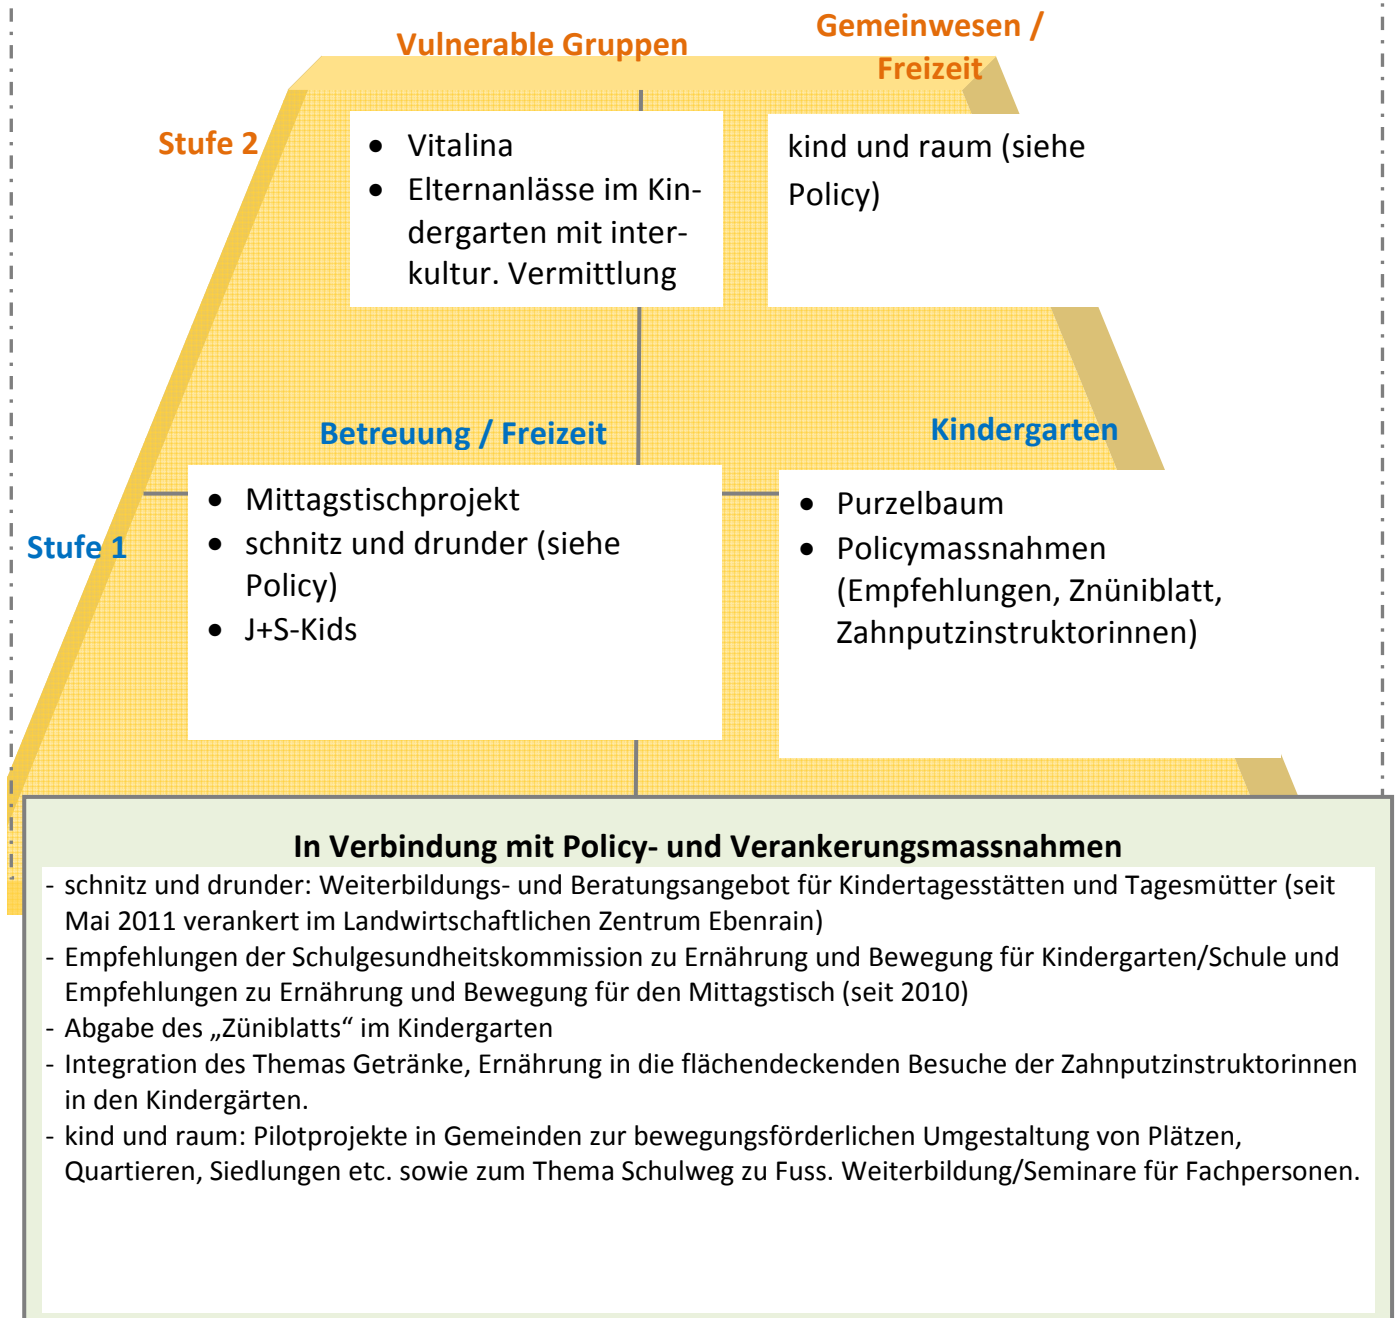 Vulnerable Gruppen
Gemeinwesen /
Freizeit
Stufe 2
• Vitalina
• Elternanlässe im Kin-
dergarten mit inter-
kultur. Vermittlung
kind und raum (siehe
Policy)
Betreuung / Freizeit
Kindergarten
Stufe 1
• Mittagstischprojekt
• schnitz und drunder (siehe
Policy)
• J+S-Kids
• Purzelbaum
• Policymassnahmen
(Empfehlungen, Znüniblatt,
Zahnputzinstruktorinnen)
In Verbindung mit Policy- und Verankerungsmassnahmen
- schnitz und drunder: Weiterbildungs- und Beratungsangebot für Kindertagesstätten und Tagesmütter (seit
Mai 2011 verankert im Landwirtschaftlichen Zentrum Ebenrain)
- Empfehlungen der Schulgesundheitskommission zu Ernährung und Bewegung für Kindergarten/Schule und
Empfehlungen zu Ernährung und Bewegung für den Mittagstisch (seit 2010)
- Abgabe des „Züniblatts“ im Kindergarten
- Integration des Themas Getränke, Ernährung in die flächendeckenden Besuche der Zahnputzinstruktorinnen
in den Kindergärten.
- kind und raum: Pilotprojekte in Gemeinden zur bewegungsförderlichen Umgestaltung von Plätzen,
Quartieren, Siedlungen etc. sowie zum Thema Schulweg zu Fuss. Weiterbildung/Seminare für Fachpersonen.